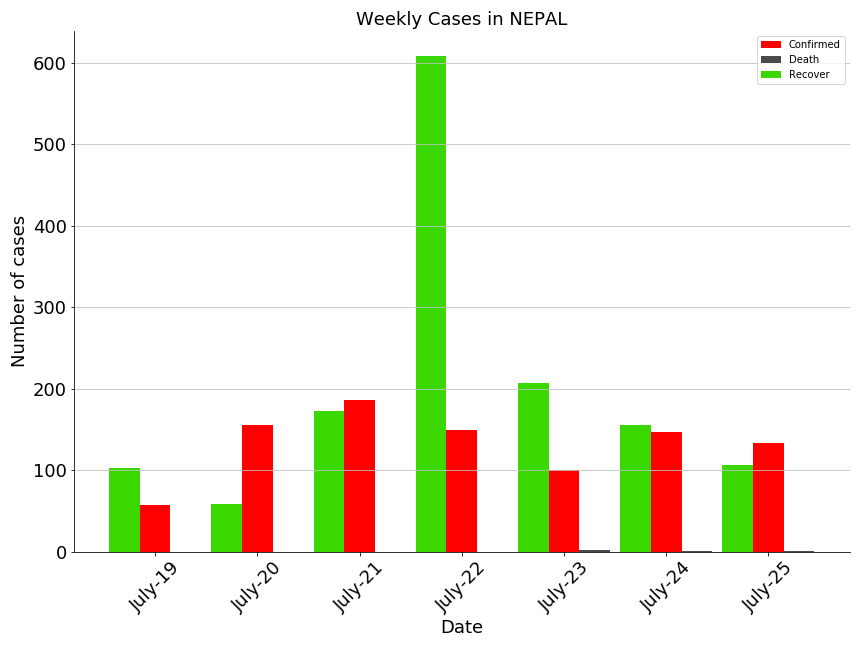 Weekly Cases in NEPAL
Confirmed
Death
Recover
Number of cases
600
500
400
300
200
100
0
July-19
July-20
July-21
July-22
July-23
July-24
July-25
Date